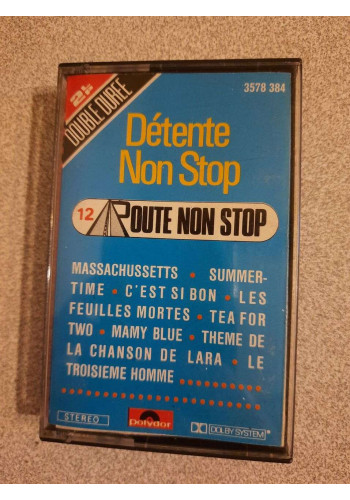 2H
DOUBLE DURÉE
3578 384
Détente
Non Stop
12 ROUTE NON STOP
MASSACHUSSETTS • SUMMER-
TIME • C'EST SI BON • LES
FEUILLES MORTES • TEA FOR
TWO • MAMY BLUE • THEME DE
LA CHANSON DE LARA • LE
TROISIEME HOMME
STEREO
polydor
DOLBY SYSTEM